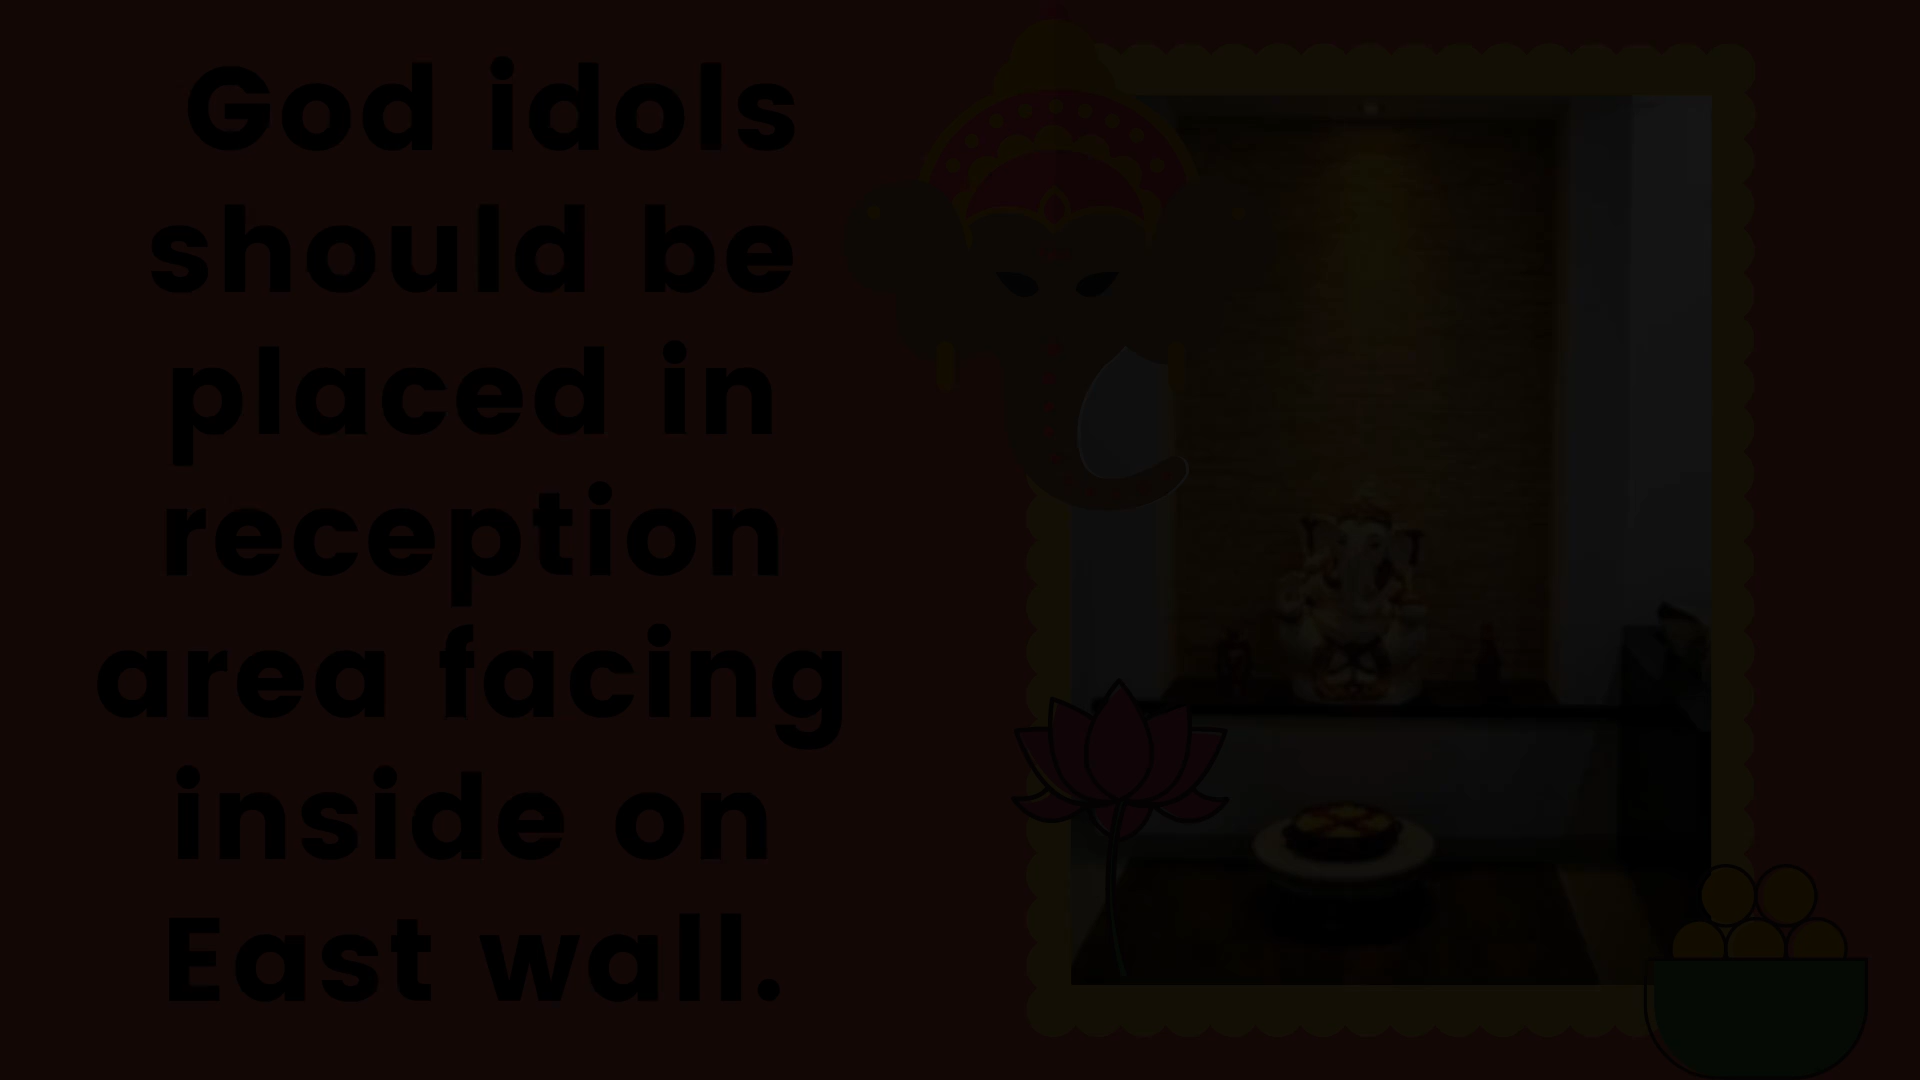 God idols
should be
placed in
reception
area facing
inside on
East wall.